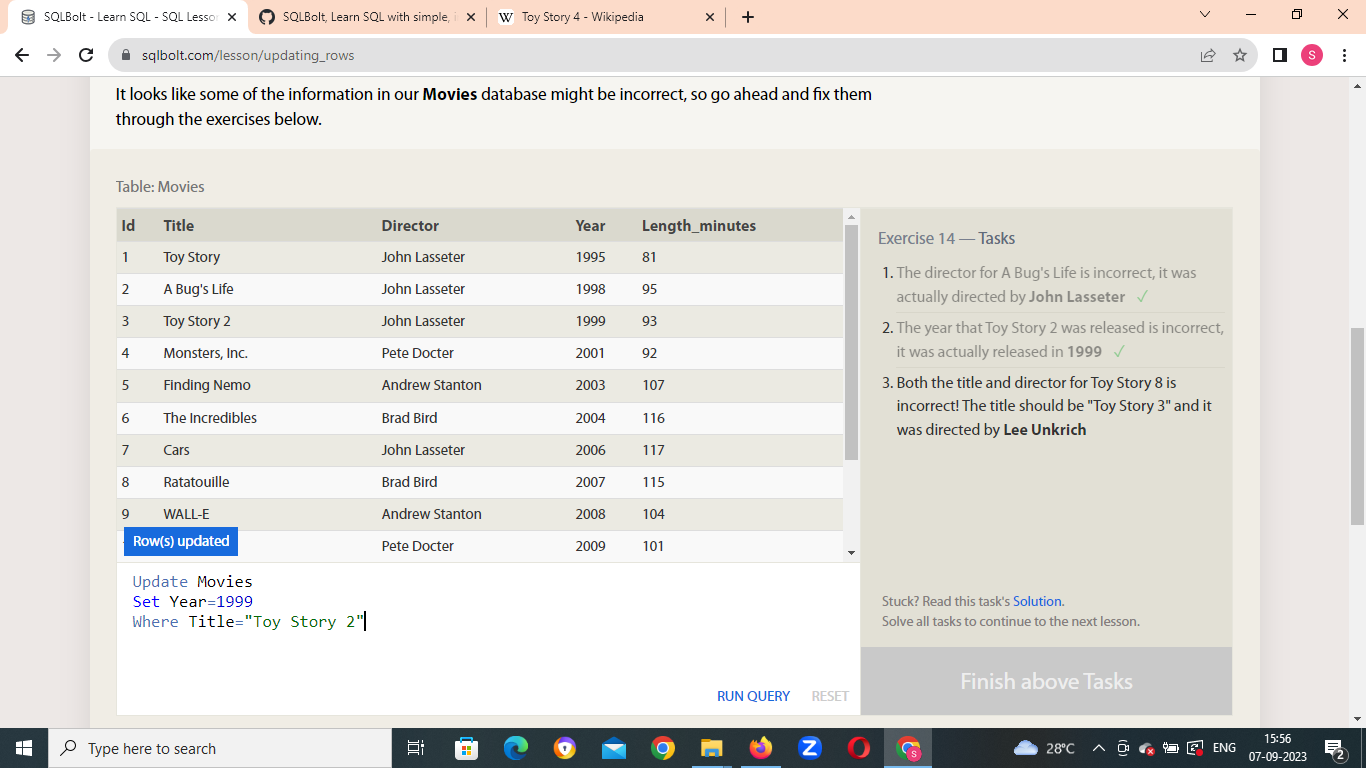 SQLBolt - Learn SQL - SQL Lesson
SQLBolt, Learn SQL with simple, i
Toy Story 4 - Wikipedia
sqlbolt.com/lesson/updating_rows
S
It looks like some of the information in our Movies database might be incorrect, so go ahead and fix them
through the exercises below.
Table: Movies
Id Title Director Year Length_minutes
1 Toy Story John Lasseter 1995 81
2 A Bug's Life John Lasseter 1998 95
3 Toy Story 2 John Lasseter 1999 93
4 Monsters, Inc. Pete Docter 2001 92
5 Finding Nemo Andrew Stanton 2003 107
6 The Incredibles Brad Bird 2004 116
7 Cars John Lasseter 2006 117
8 Ratatouille Brad Bird 2007 115
9 WALL-E Andrew Stanton 2008 104
Pete Docter 2009 101
Row(s) updated
Update Movies
Set Year=1999
Where Title="Toy Story 2"
RUN QUERY RESET
Exercise 14 — Tasks
1. The director for A Bug's Life is incorrect, it was
actually directed by John Lasseter ✓
2. The year that Toy Story 2 was released is incorrect,
it was actually released in 1999 ✓
3. Both the title and director for Toy Story 8 is
incorrect! The title should be "Toy Story 3" and it
was directed by Lee Unkrich
Stuck? Read this task's Solution.
Solve all tasks to continue to the next lesson.
Finish above Tasks
Type here to search
28°C
ENG
15:56
07-09-2023
2